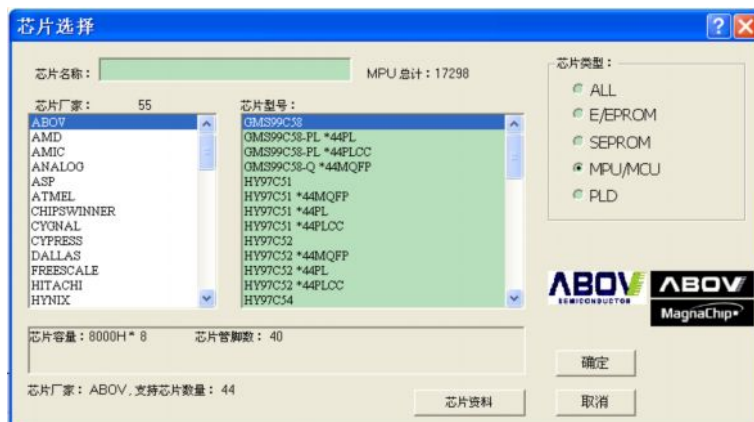 芯片选择
芯片名称：
MPU 总计：17298
芯片厂家： 55
ABOV
AMD
AMIC
ANALOG
ASP
ATMEL
CHIPSWINNER
CYGNAL
CYPRESS
DALLAS
FREESCALE
HITACHI
HYNIX
芯片型号：
GMS99C58
GMS99C58-PL *44PL
GMS99C58-PL *44PLCC
GMS99C58-Q *44MQFP
HY97C51
HY97C51 *44MQFP
HY97C51 *44PL
HY97C51 *44PLCC
HY97C52
HY97C52 *44MQFP
HY97C52 *44PL
HY97C52 *44PLCC
HY97C54
芯片类型：
ALL
E/EPROM
SEPROM
MPU/MCU
PLD
ABOV
SEMICONDUCTOR
ABOV
MagnaChip
芯片容量：8000H * 8 芯片管脚数： 40
芯片厂家：ABOV，支持芯片数量： 44
芯片资料
确定
取消